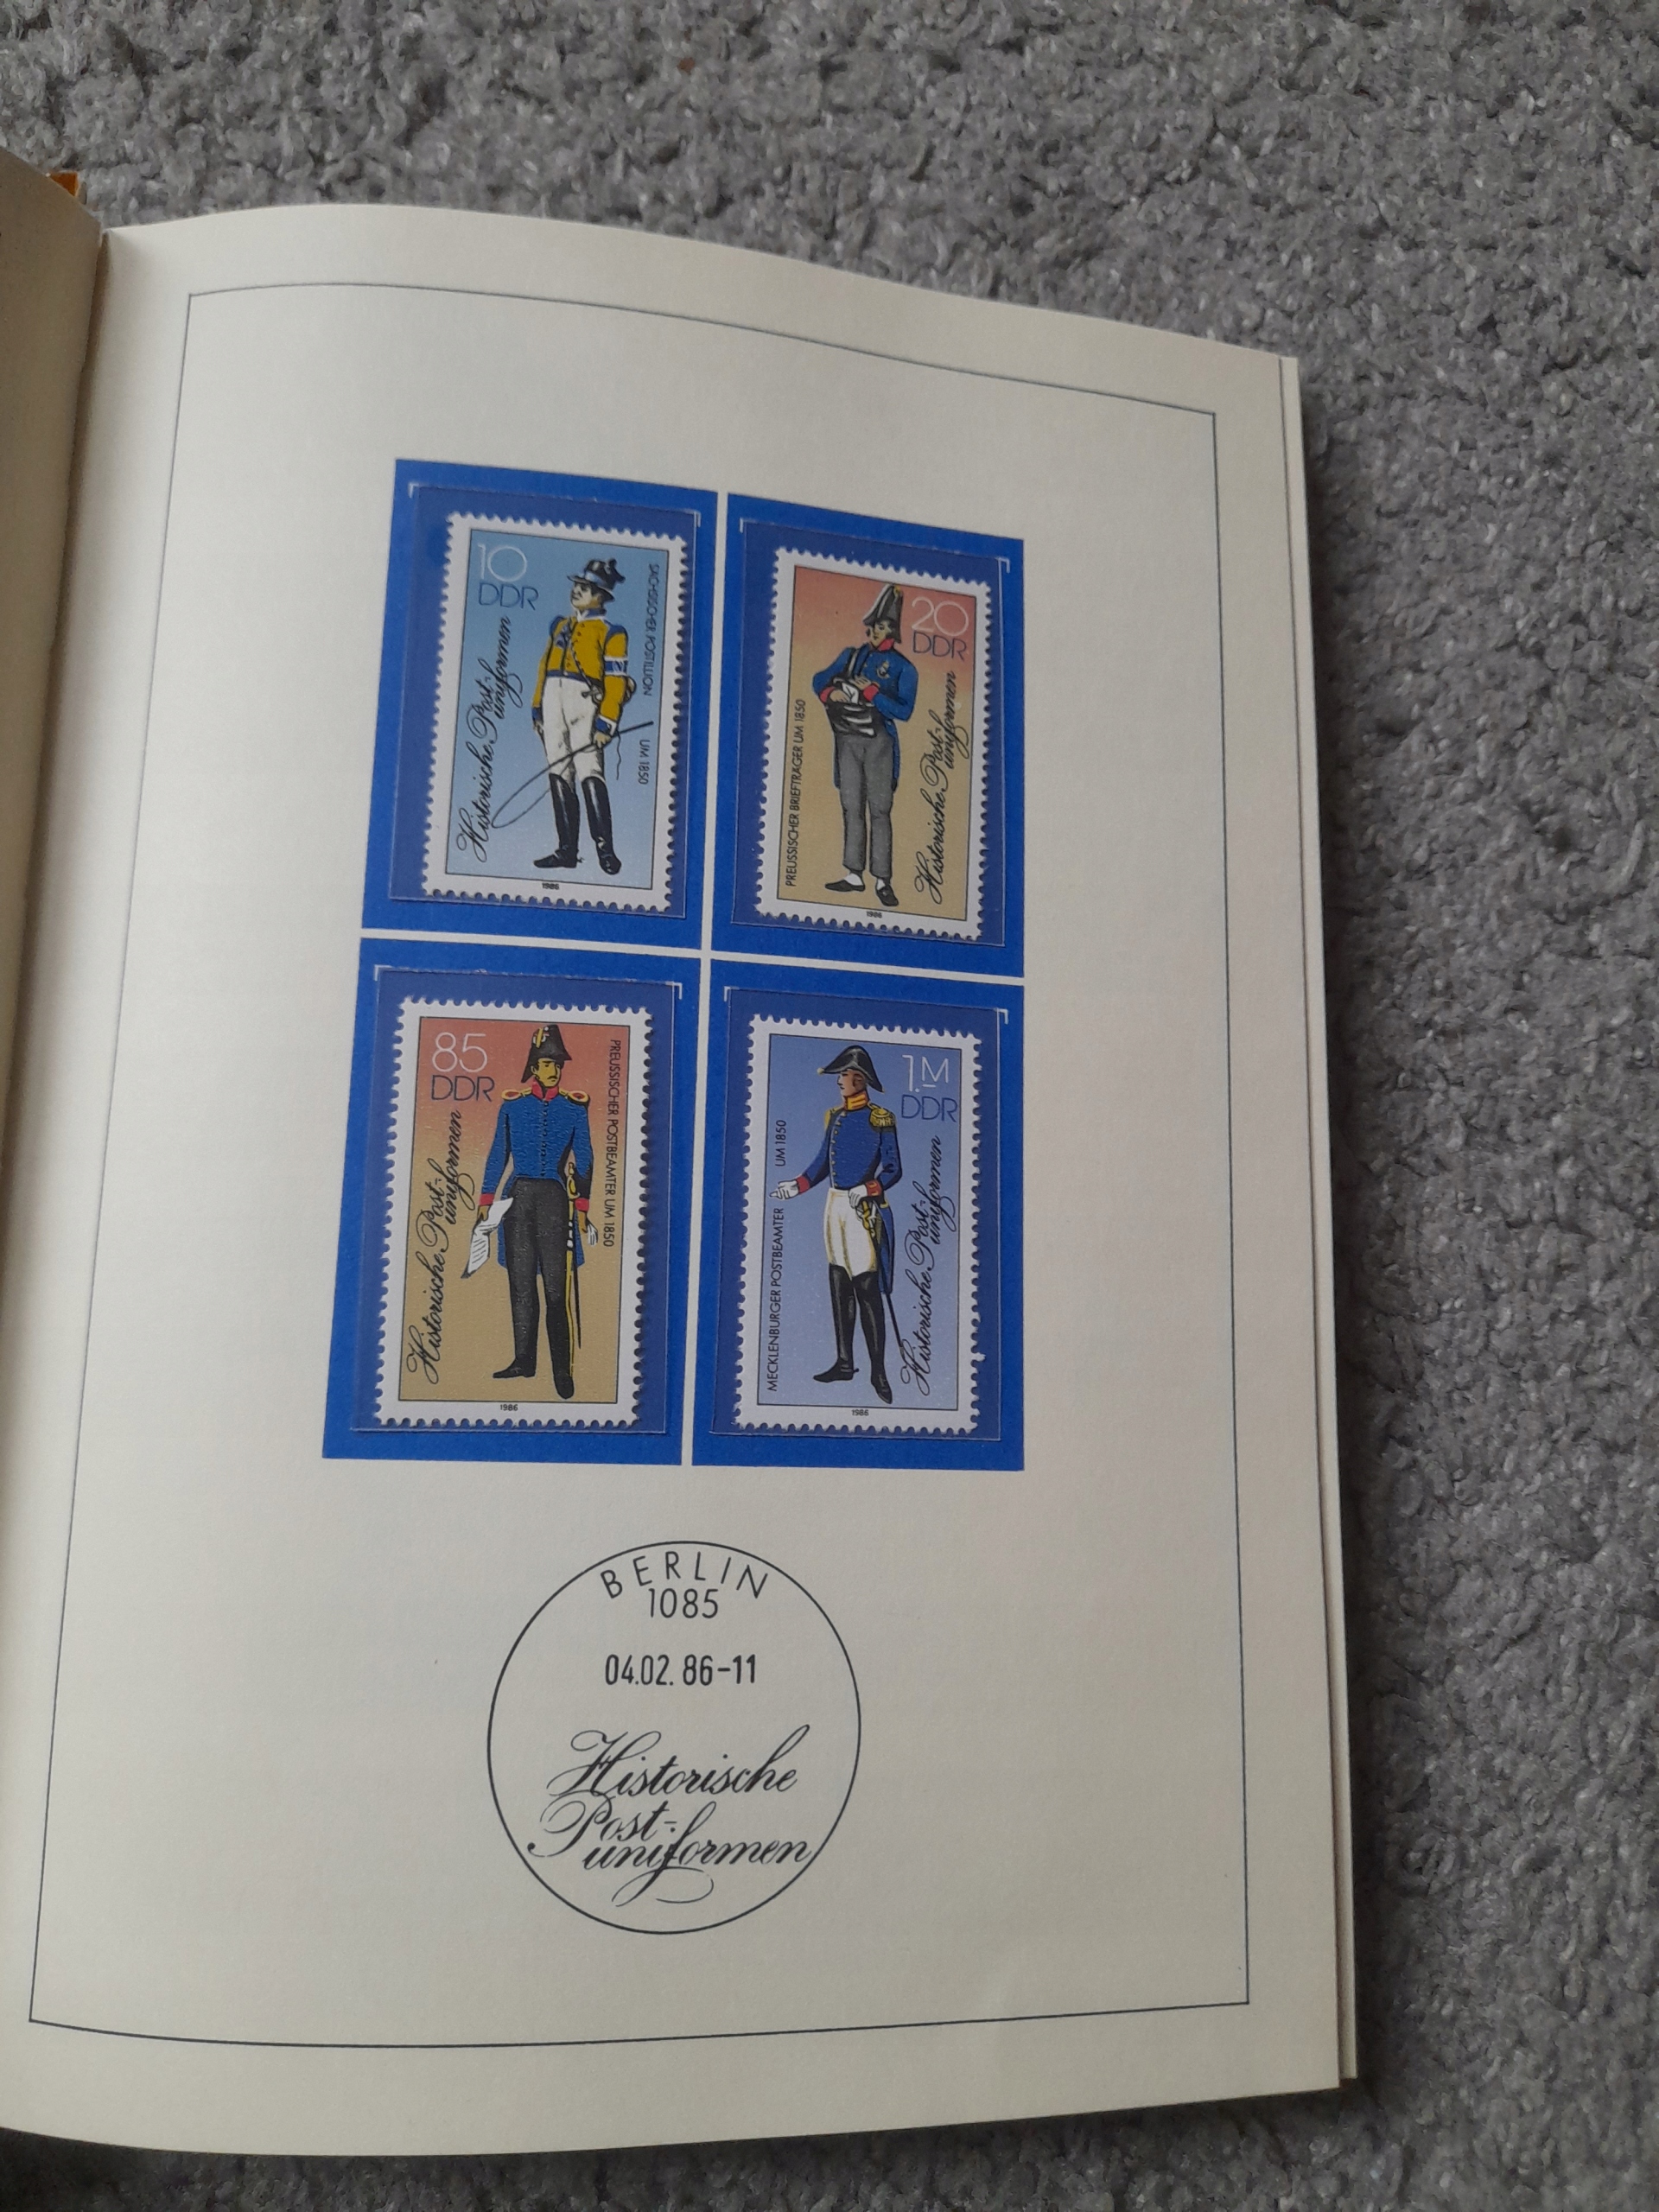 10
DDR
Historische Post-
uniformen
SÄCHSISCHER POSTILLION UM 1850
1986
20
DDR
PREUSSISCHER BRIEFTRÄGER UM 1850
Historische Post-
uniformen
1986
85
DDR
Historische Post-
uniformen
PREUSSISCHER POSTBEAMTER UM 1850
1986
1.M
DDR
MECKLENBURGER POSTBEAMTER UM 1850
Historische Post-
uniformen
1986
BERLIN
1085
04.02.86-11
Historische
Post-
uniformen